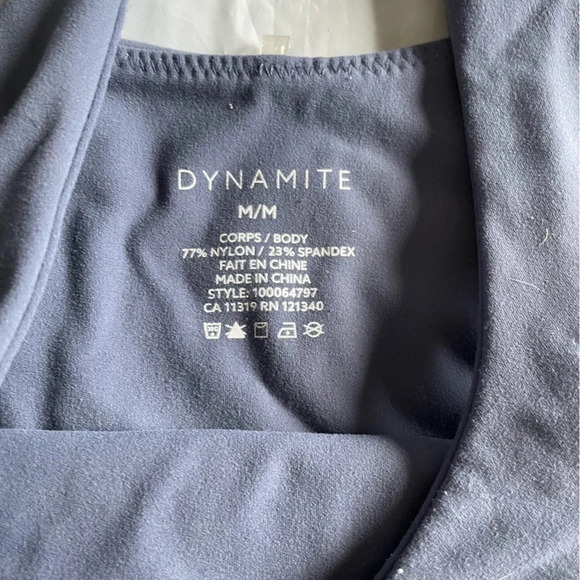 DYNAMITE
M/M
CORPS / BODY
77% NYLON / 23% SPANDEX
FAIT EN CHINE
MADE IN CHINA
STYLE: 100064797
CA 11319 RN 121340